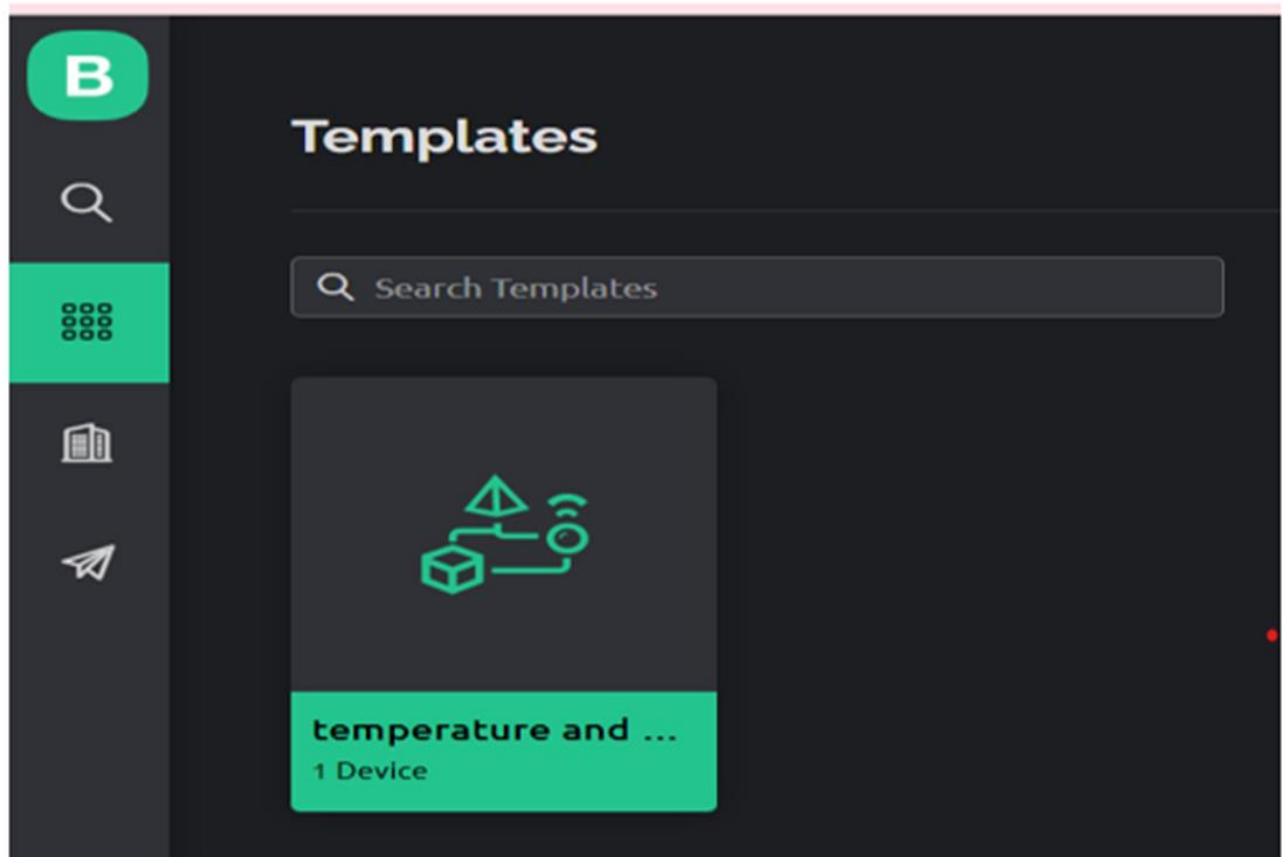 B
Templates
Search Templates
temperature and ...
1 Device